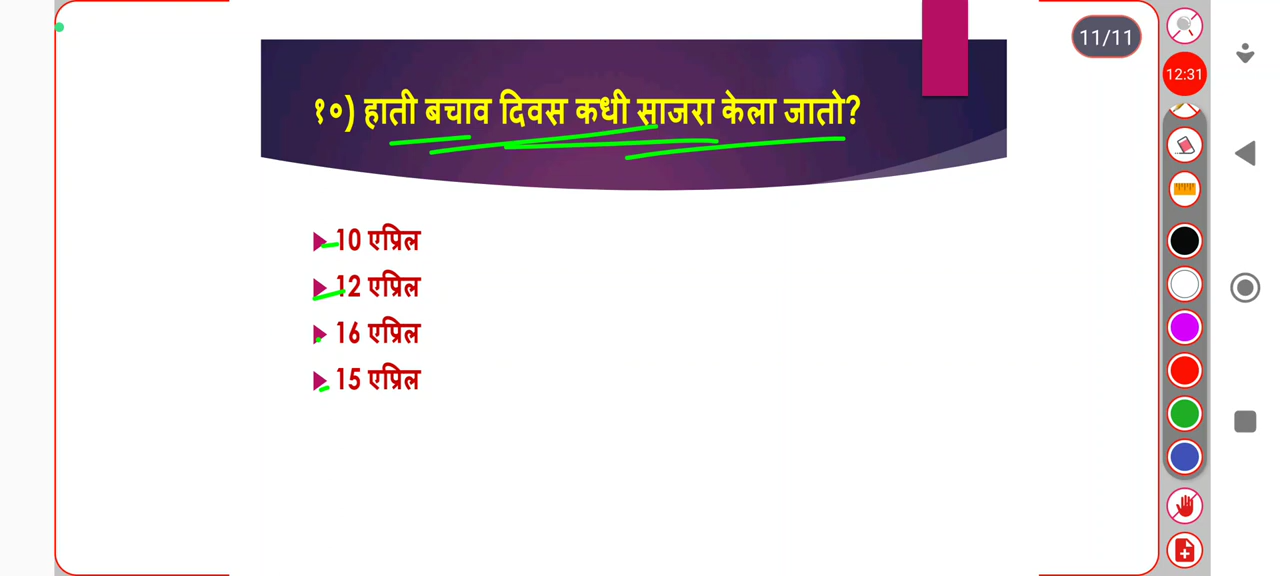 11/11
12:31
१०) हाती बचाव दिवस कधी साजरा केला जातो?
10 एप्रिल
12 एप्रिल
16 एप्रिल
15 एप्रिल